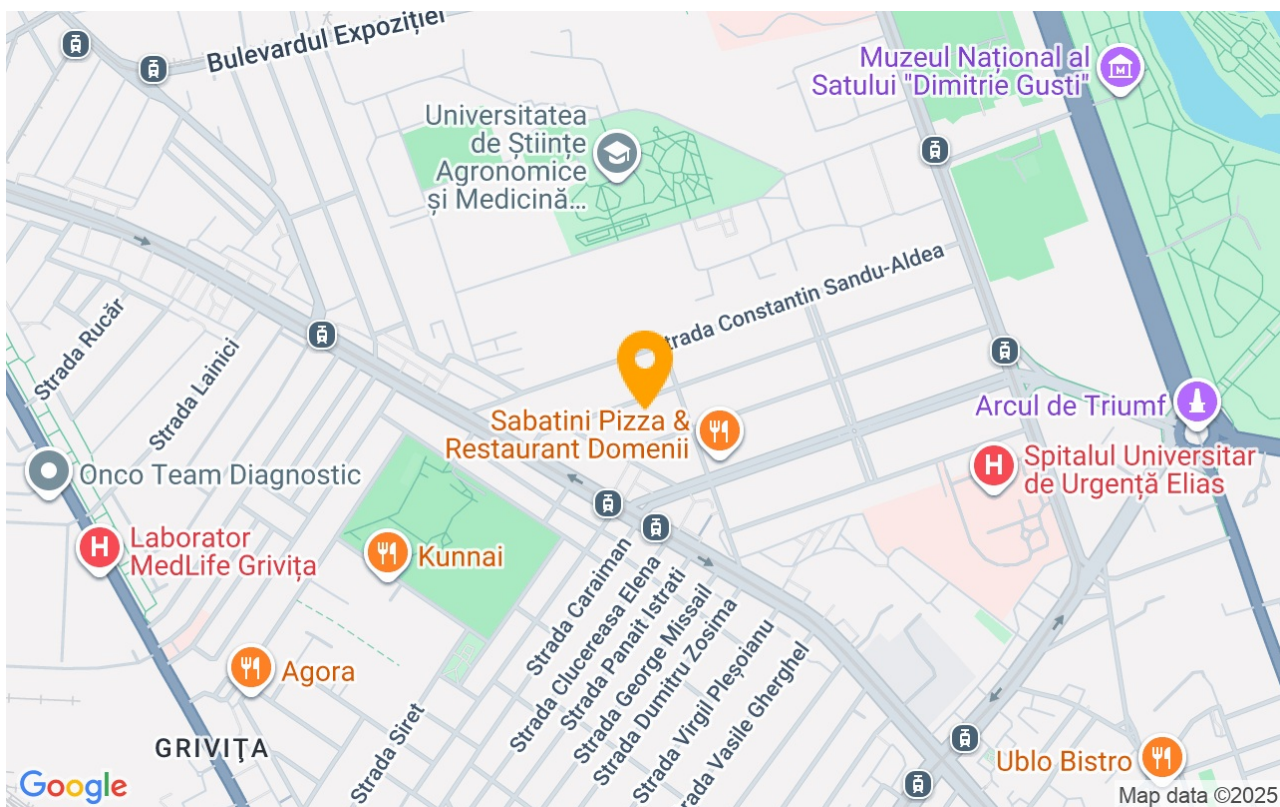 Bulevardul Expoziției
Muzeul Național al
Satului "Dimitrie Gusti"
Universitatea
de Științe
Agronomice
și Medicină...
Strada Constantin Sandu-Aldea
Strada Rucăr
Strada Lainici
Sabatini Pizza &
Restaurant Domenii
Arcul de Triumf
Spitalul Universitar
de Urgență Elias
Onco Team Diagnostic
Laborator
MedLife Grivița
Kunnai
Agora
GRIVIŢA
Strada Siret
Strada Caraiman
Strada Clucereasa Elena
Strada Panait Istrati
Strada George Missail
Strada Dumitru Zosima
Strada Virgil Pleșoianu
rada Vasile Gherghel
Ublo Bistro
Google
Map data ©2025